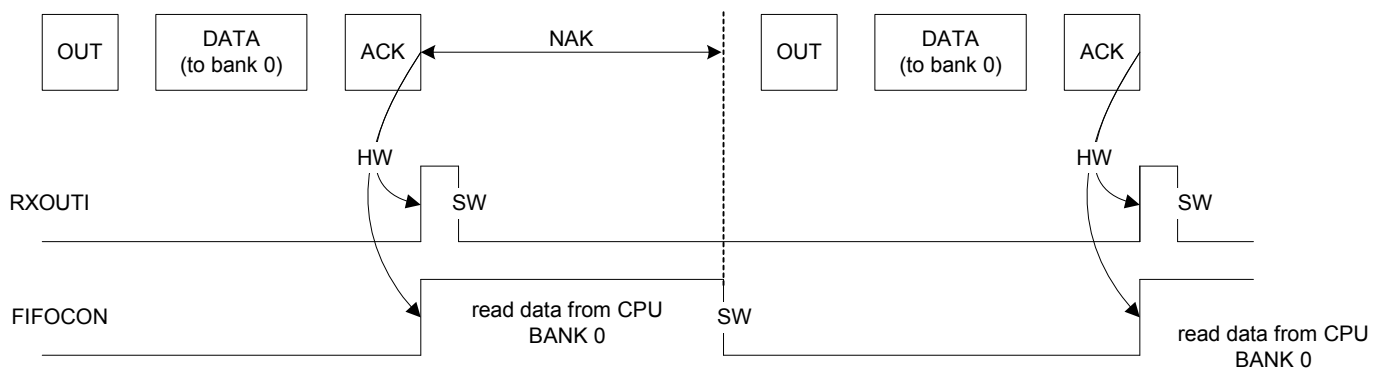 OUT
DATA
(to bank 0)
ACK
NAK
OUT
DATA
(to bank 0)
ACK
HW
HW
RXOUTI
SW
SW
FIFOCON
read data from CPU
BANK 0
SW
read data from CPU
BANK 0